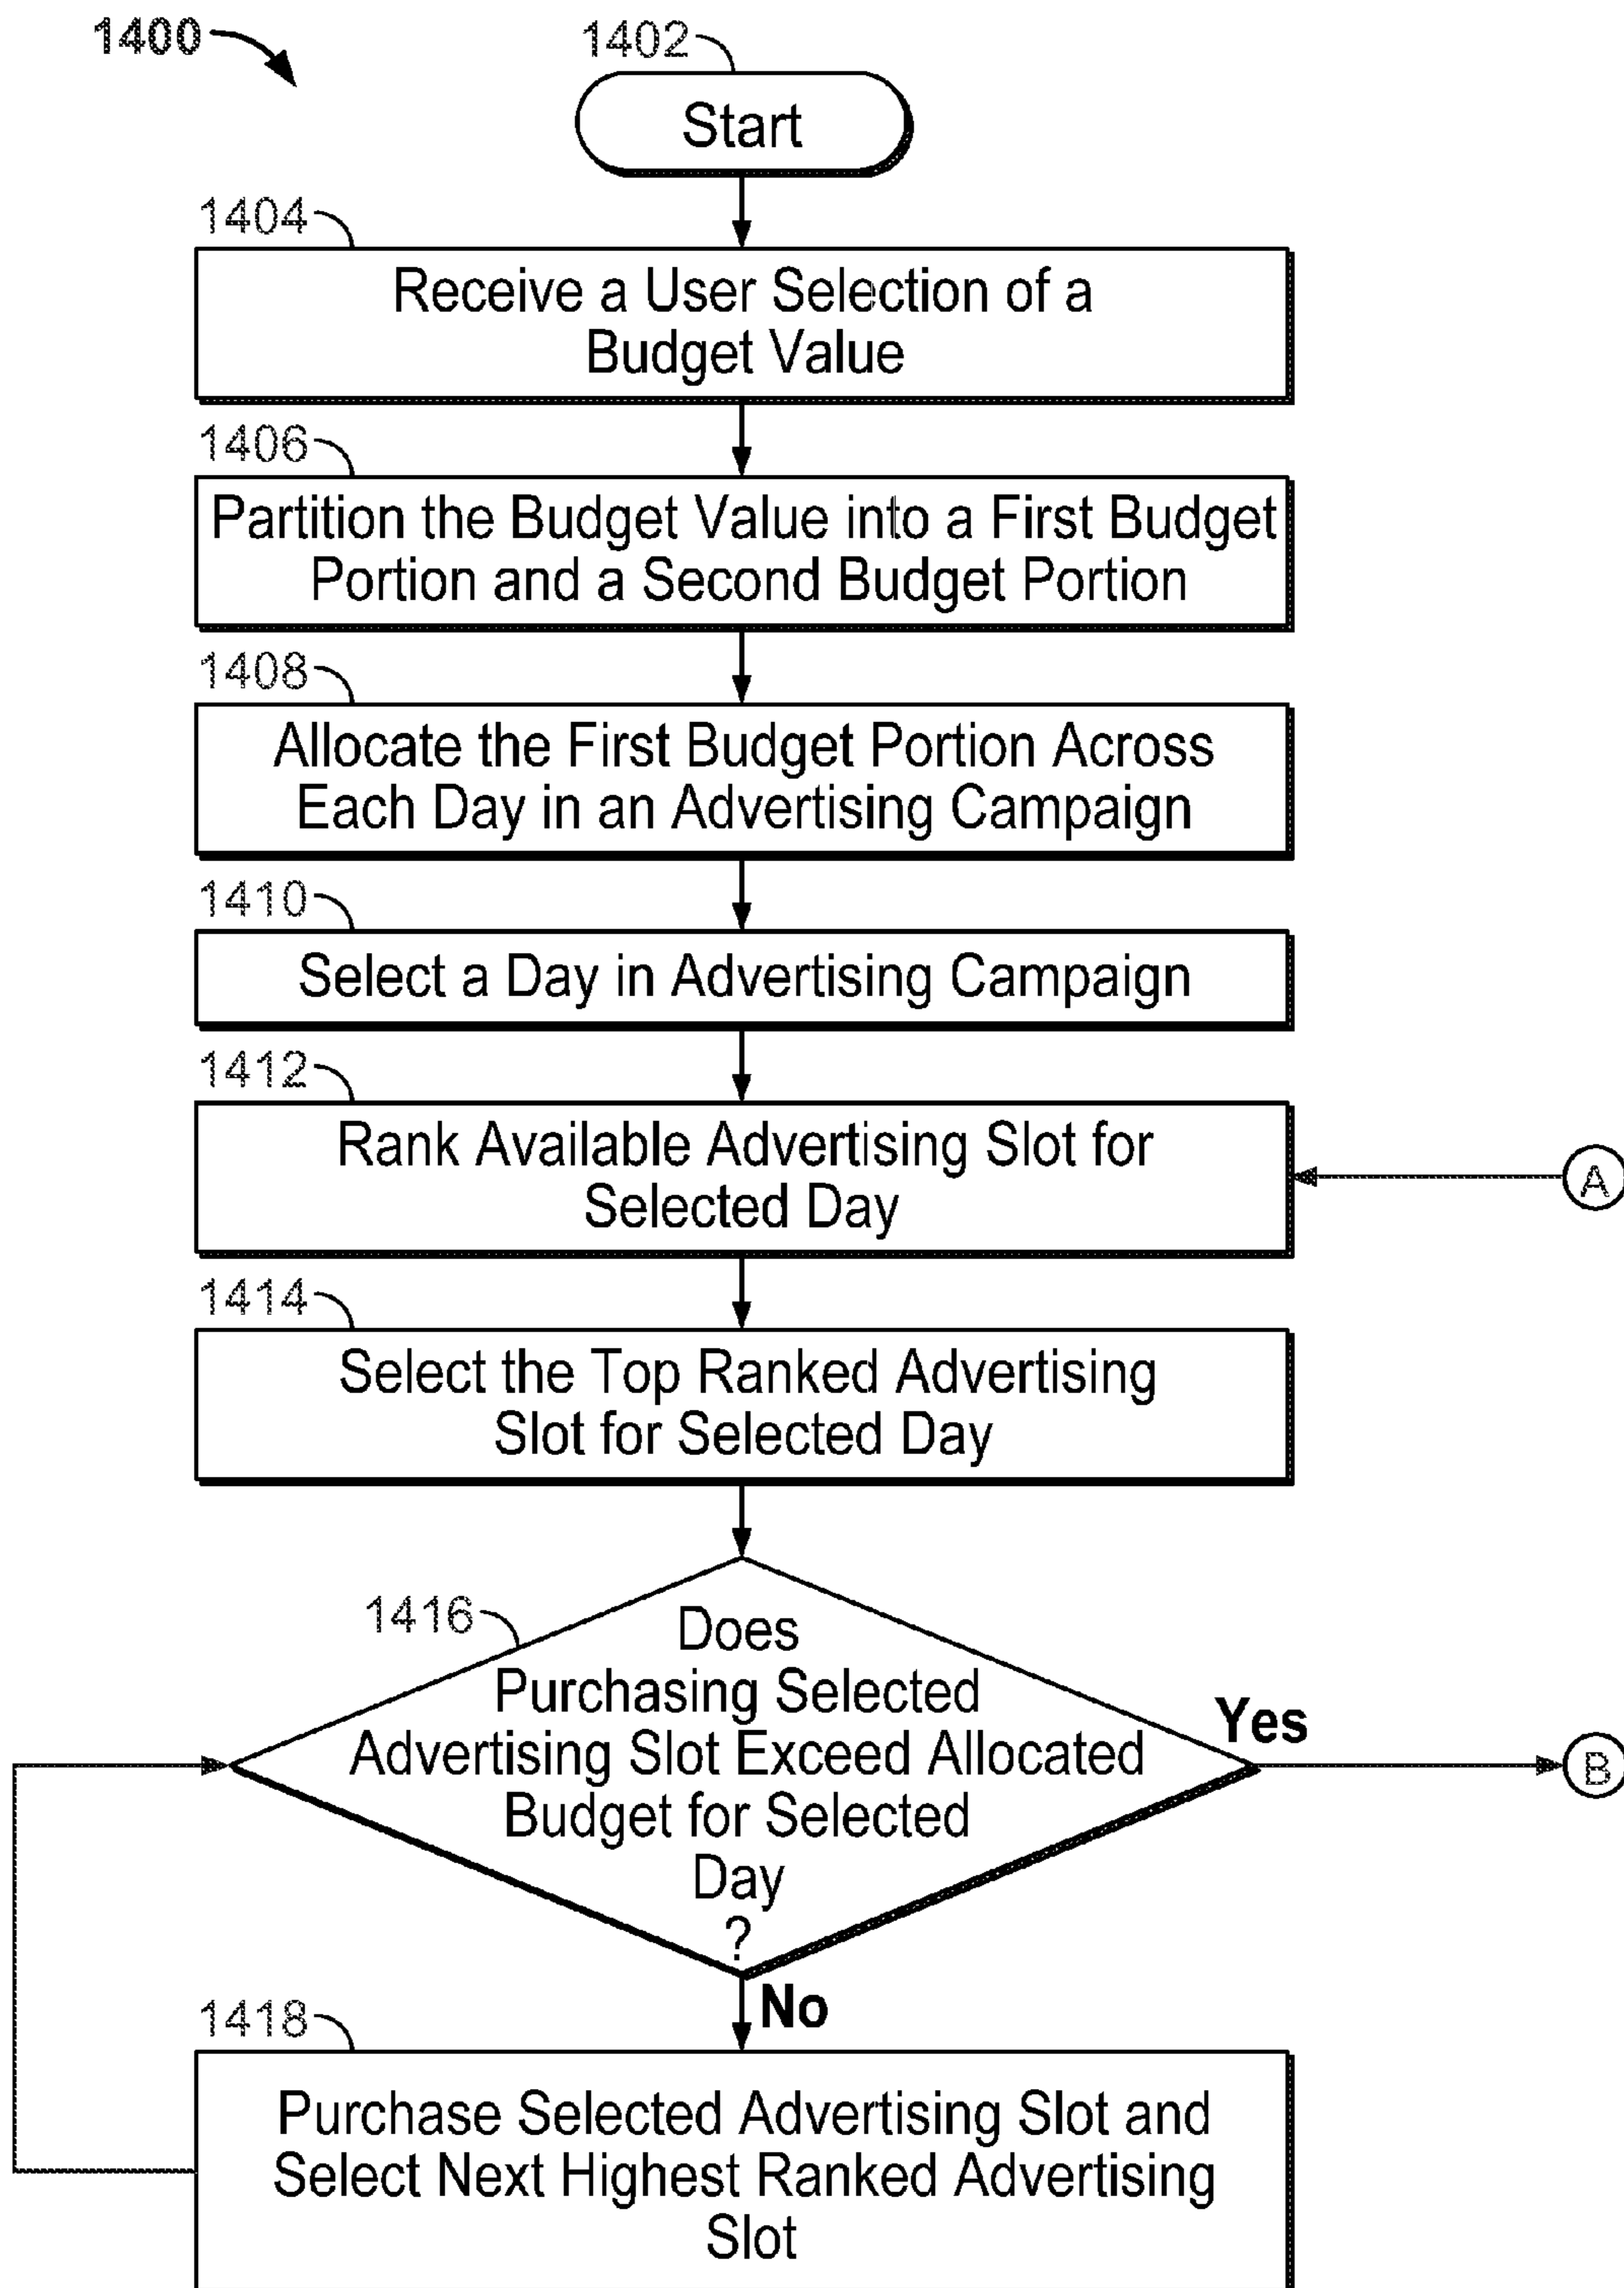 1400
1402
Start
1404
Receive a User Selection of a
Budget Value
1406
Partition the Budget Value into a First Budget
Portion and a Second Budget Portion
1408
Allocate the First Budget Portion Across
Each Day in an Advertising Campaign
1410
Select a Day in Advertising Campaign
1412
Rank Available Advertising Slot for
Selected Day
A
1414
Select the Top Ranked Advertising
Slot for Selected Day
1416
Does
Purchasing Selected
Advertising Slot Exceed Allocated
Budget for Selected
Day
?
Yes
B
No
1418
Purchase Selected Advertising Slot and
Select Next Highest Ranked Advertising
Slot